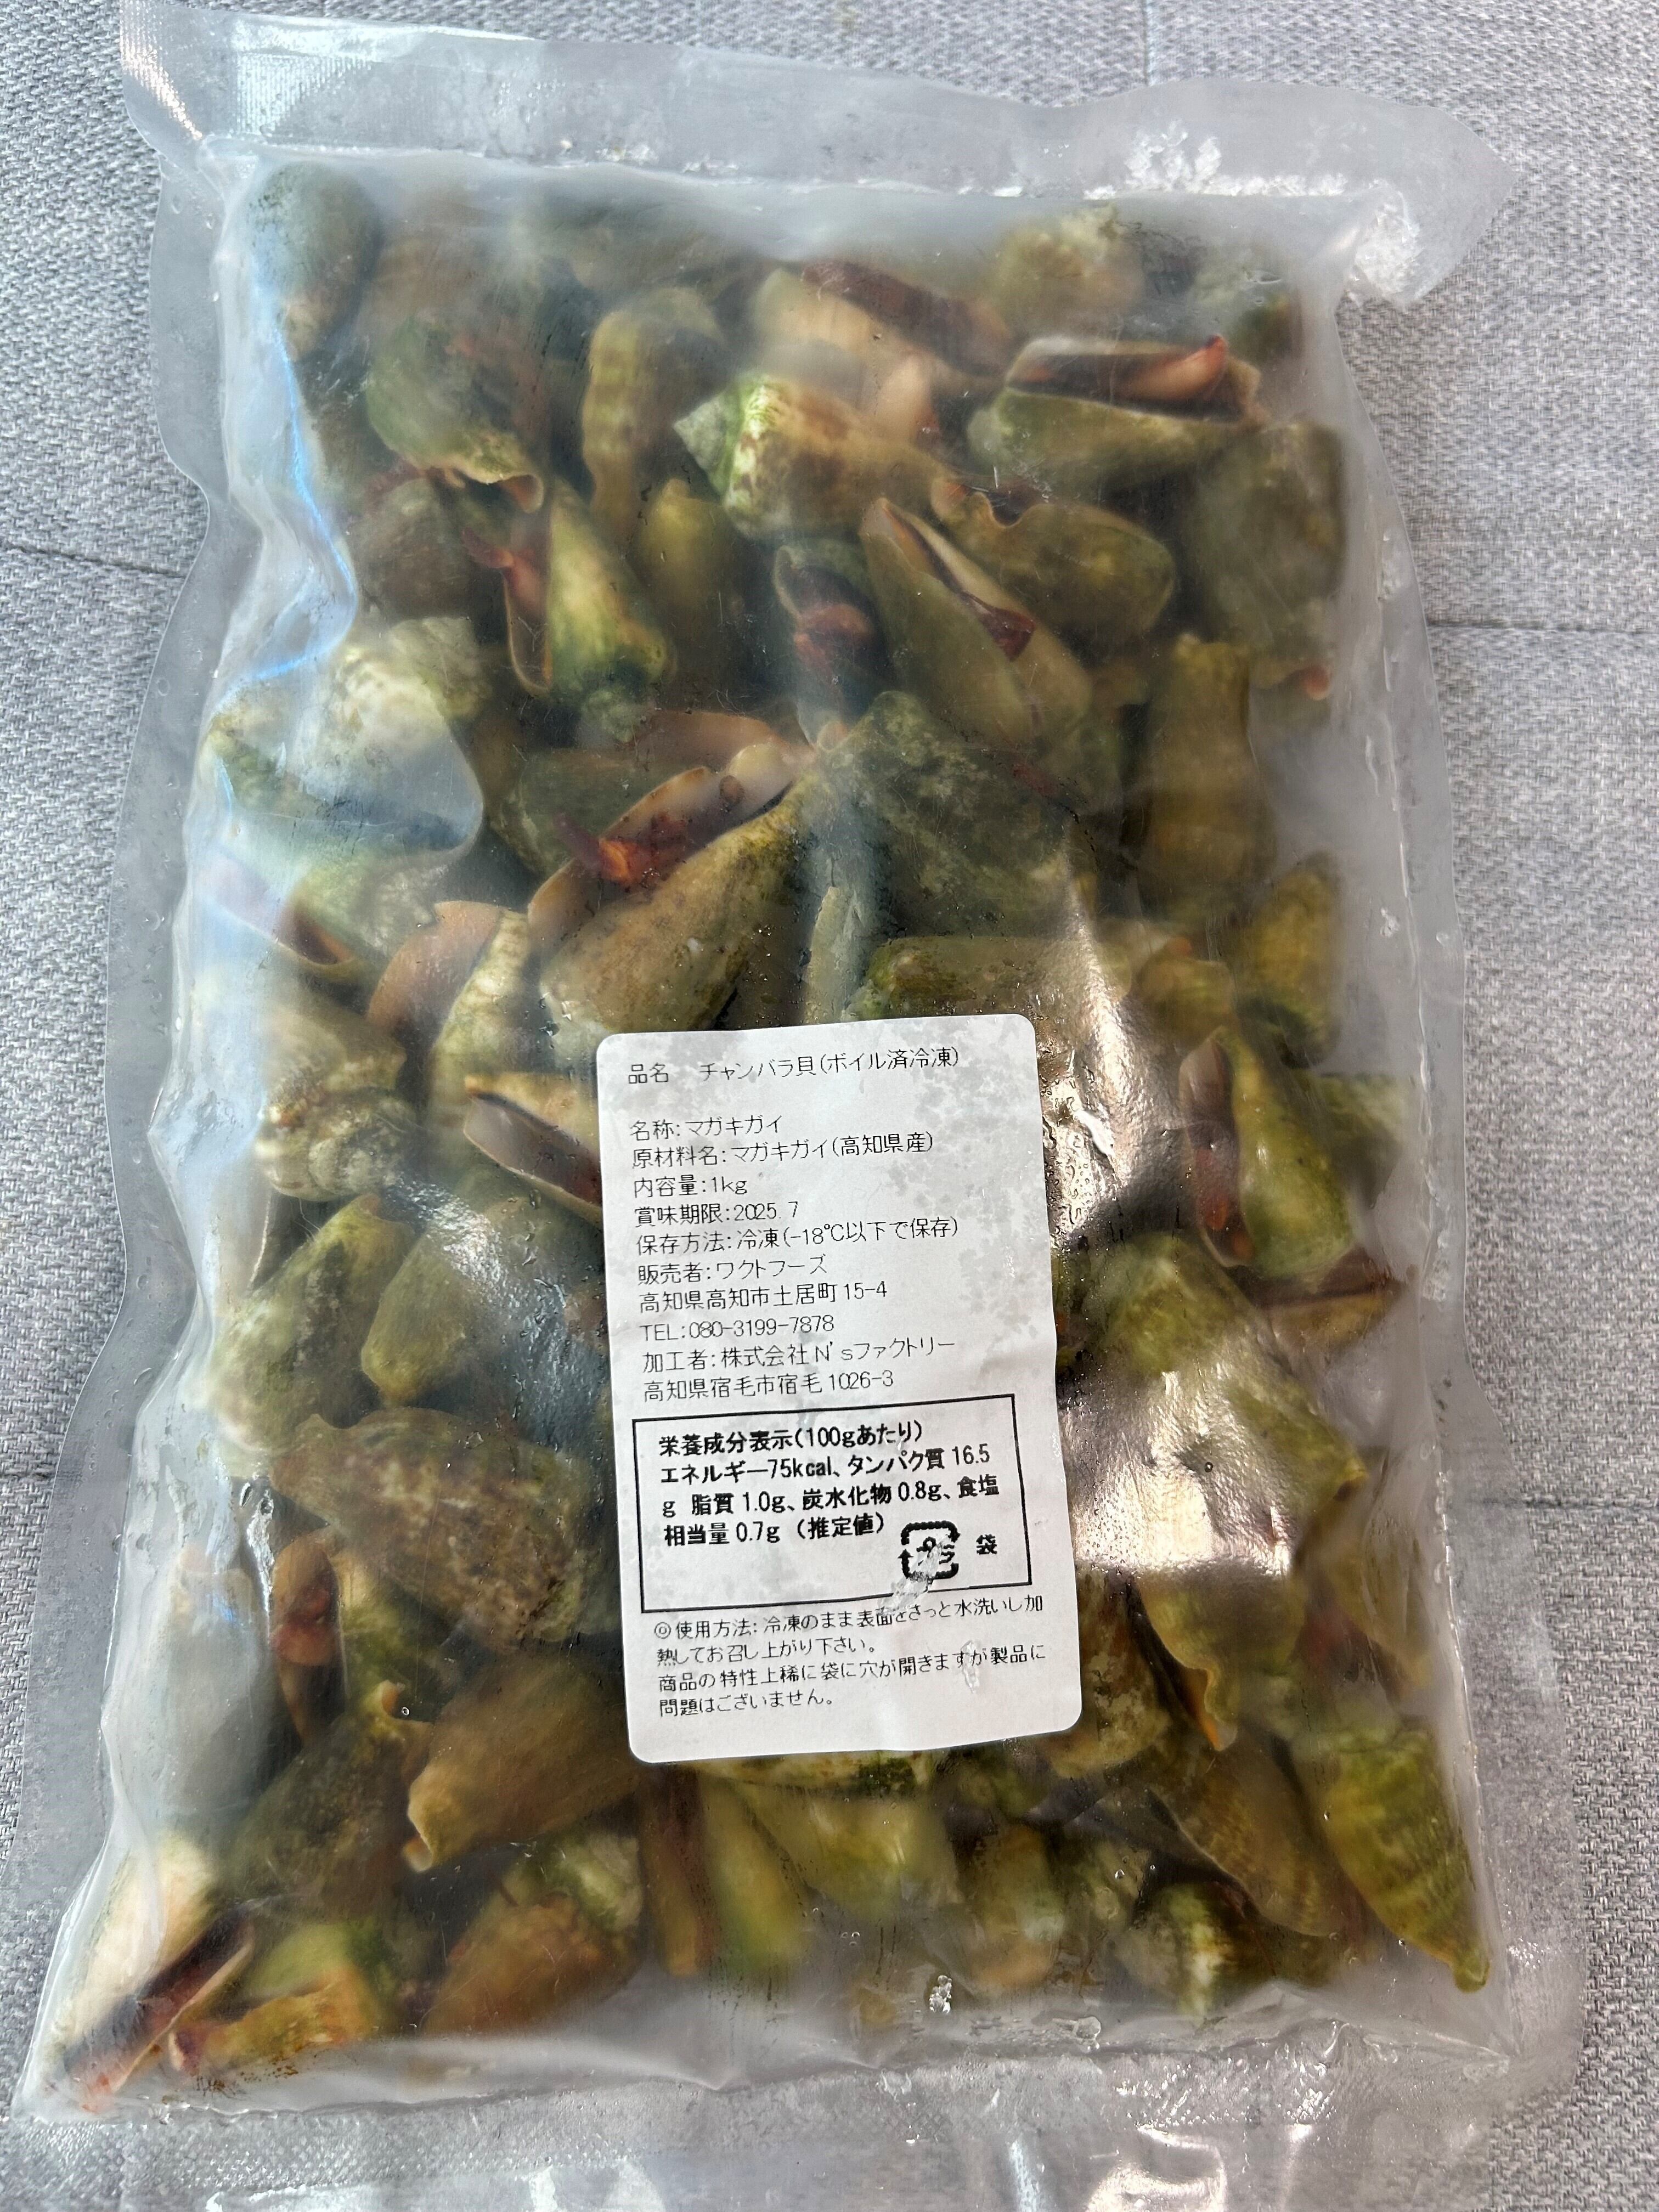 品名　チャンバラ貝(ボイル済冷凍)
名称:マガキガイ
原材料名:マガキガイ(高知県産)
内容量:1kg
賞味期限:2025.7
保存方法:冷凍(-18℃以下で保存)
販売者:ワクトフーズ
高知県高知市土居町15-4
TEL:080-3199-7878
加工者:株式会社N'sファクトリー
高知県宿毛市宿毛1026-3
栄養成分表示(100gあたり)
エネルギー75kcal、タンパク質16.5
g 脂質1.0g、炭水化物0.8g、食塩
相当量0.7g (推定値)
プラ 袋
◎使用方法:冷凍のまま表面をさっと水洗いし加
熱してお召し上がり下さい。
商品の特性上稀に袋に穴が開きますが製品に
問題はございません。